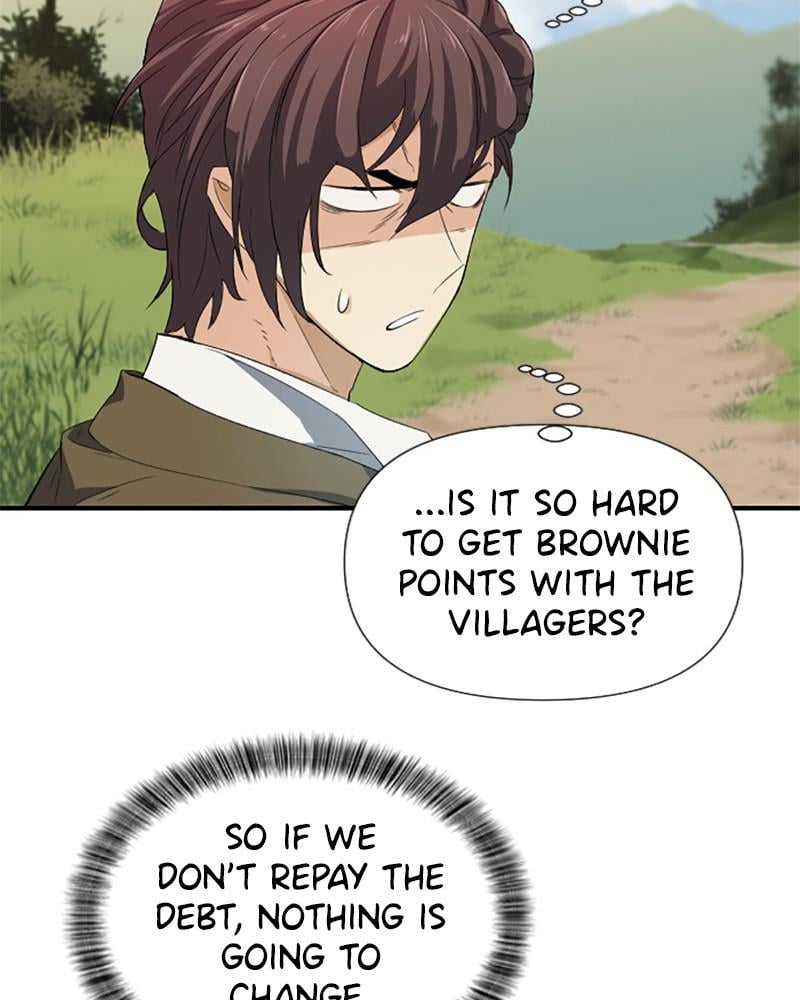 ...IS IT SO HARD
TO GET BROWNIE
POINTS WITH THE
VILLAGERS?
SO IF WE
DON'T REPAY THE
DEBT, NOTHING IS
GOING TO
CHANGE